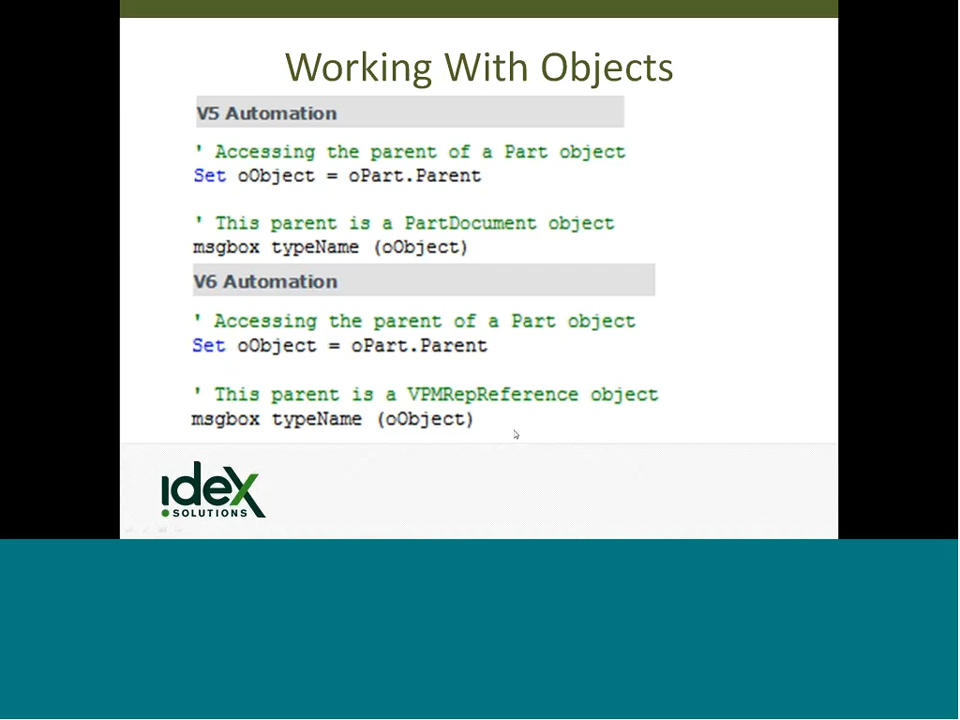 Working With Objects
V5 Automation
' Accessing the parent of a Part object
Set oObject = oPart.Parent
' This parent is a PartDocument object
msgbox typeName (oObject)
V6 Automation
' Accessing the parent of a Part object
Set oObject = oPart.Parent
' This parent is a VPMRepReference object
msgbox typeName (oObject)
ideX
SOLUTIONS